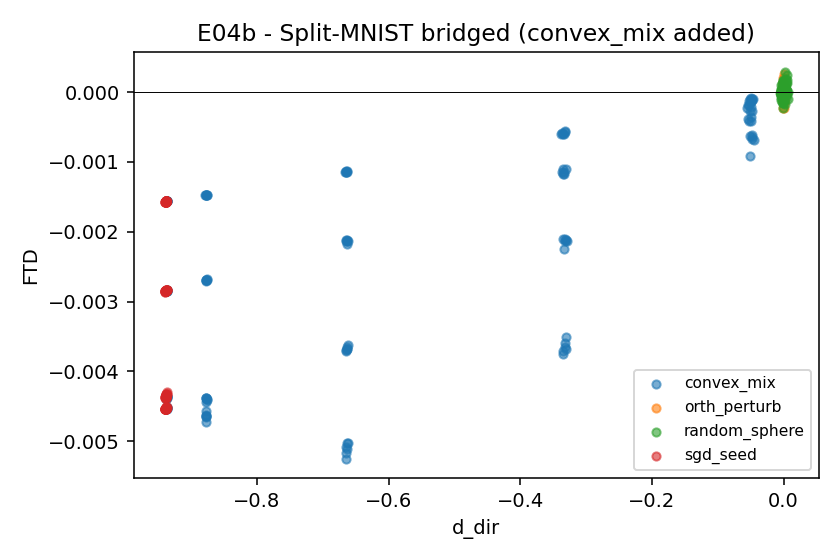 E04b - Split-MNIST bridged (convex_mix added)
0.000
−0.001
−0.002
−0.003
−0.004
−0.005
FTD
−0.8
−0.6
−0.4
−0.2
0.0
d_dir
convex_mix
orth_perturb
random_sphere
sgd_seed